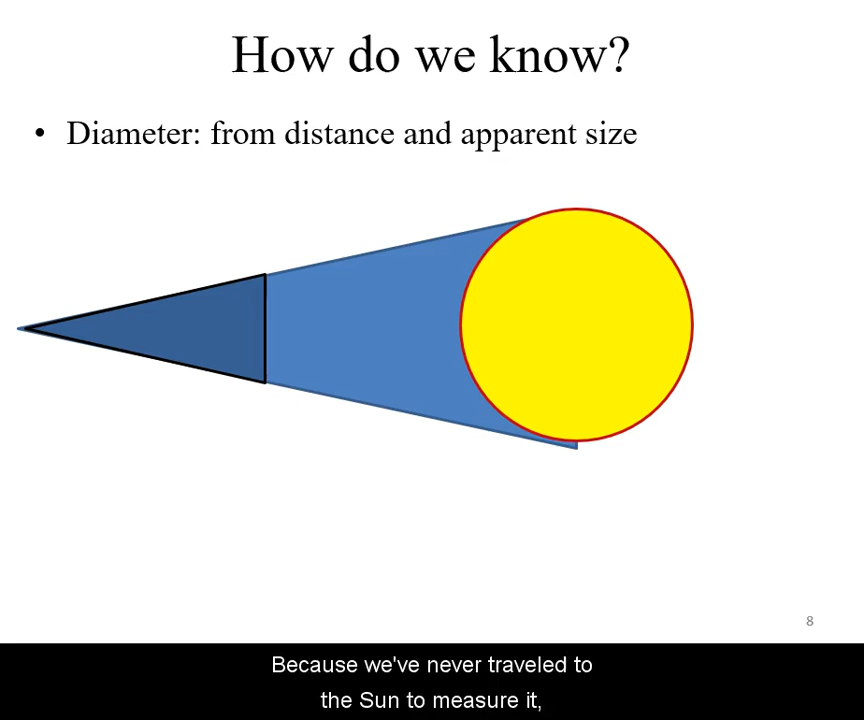 How do we know?
• Diameter: from distance and apparent size
8
Because we've never traveled to
the Sun to measure it,